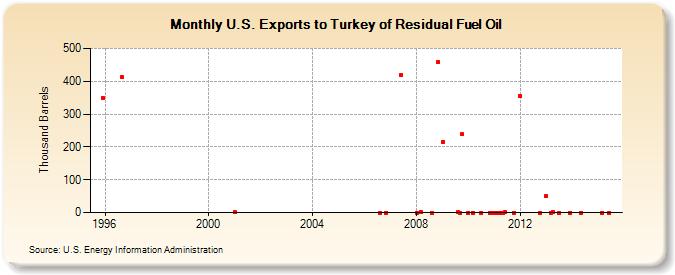 Monthly U.S. Exports to Turkey of Residual Fuel Oil
Thousand Barrels
500
400
300
200
100
0
1996 2000 2004 2008 2012
Source: U.S. Energy Information Administration